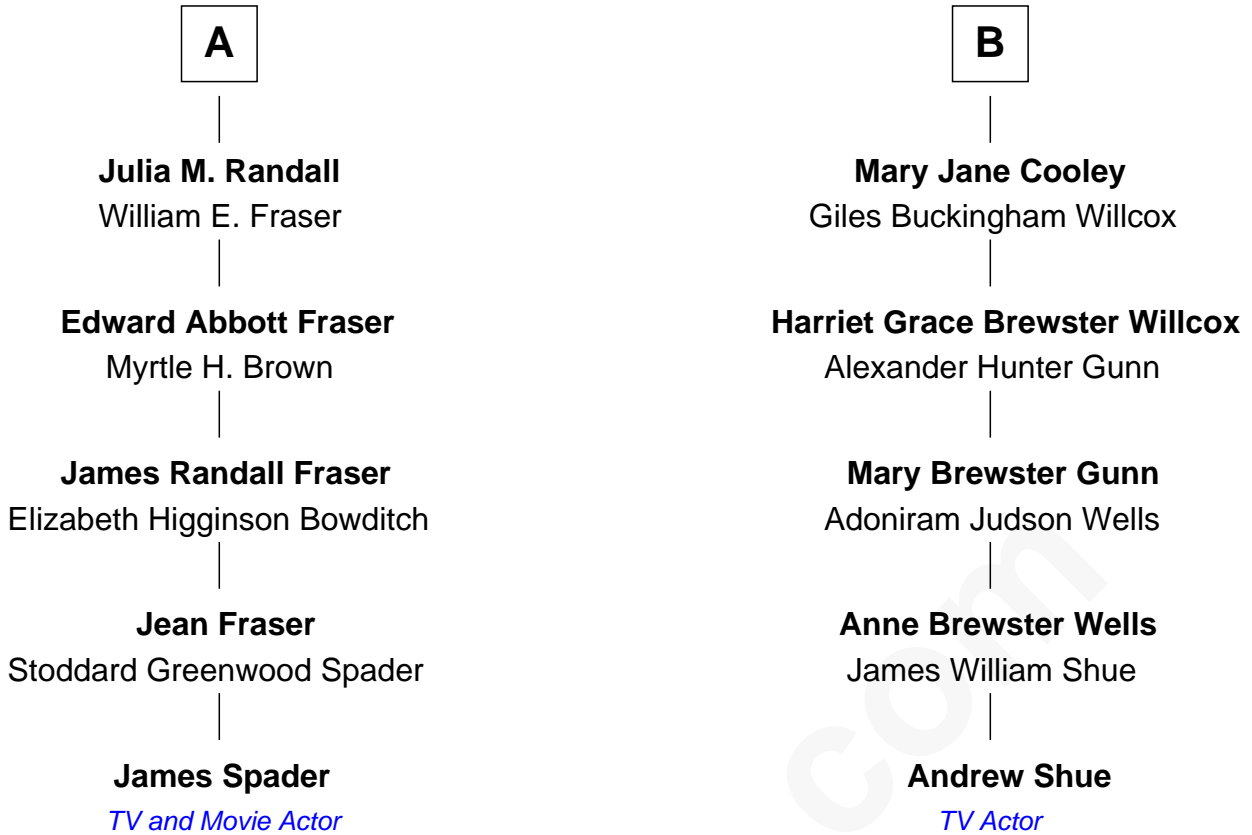 A
Julia M. Randall
William E. Fraser
Edward Abbott Fraser
Myrtle H. Brown
James Randall Fraser
Elizabeth Higginson Bowditch
Jean Fraser
Stoddard Greenwood Spader
James Spader
TV and Movie Actor
B
Mary Jane Cooley
Giles Buckingham Willcox
Harriet Grace Brewster Willcox
Alexander Hunter Gunn
Mary Brewster Gunn
Adoniram Judson Wells
Anne Brewster Wells
James William Shue
Andrew Shue
TV Actor
com